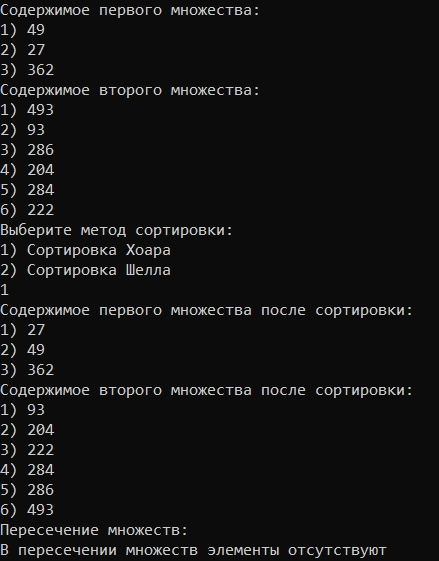 Содержимое первого множества:
1) 49
2) 27
3) 362
Содержимое второго множества:
1) 493
2) 93
3) 286
4) 204
5) 284
6) 222
Выберите метод сортировки:
1) Сортировка Хоара
2) Сортировка Шелла
1
Содержимое первого множества после сортировки:
1) 27
2) 49
3) 362
Содержимое второго множества после сортировки:
1) 93
2) 204
3) 222
4) 284
5) 286
6) 493
Пересечение множеств:
В пересечении множеств элементы отсутствуют